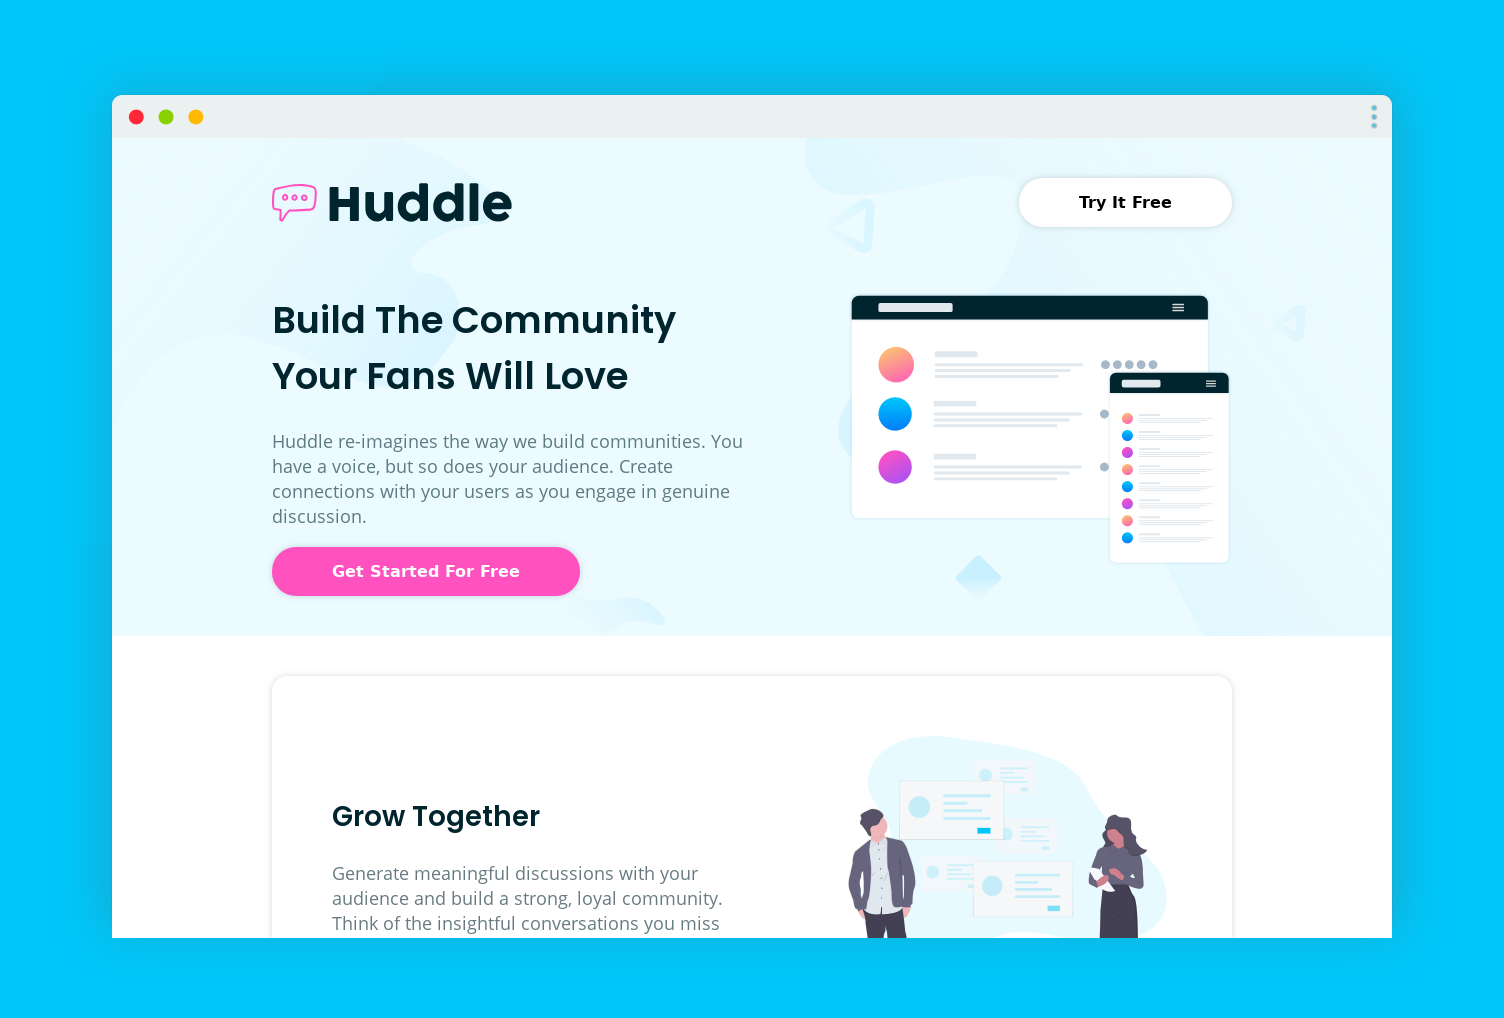 Huddle
Try It Free
Build The Community
Your Fans Will Love
Huddle re-imagines the way we build communities. You
have a voice, but so does your audience. Create
connections with your users as you engage in genuine
discussion.
Get Started For Free
Grow Together
Generate meaningful discussions with your
audience and build a strong, loyal community.
Think of the insightful conversations you miss